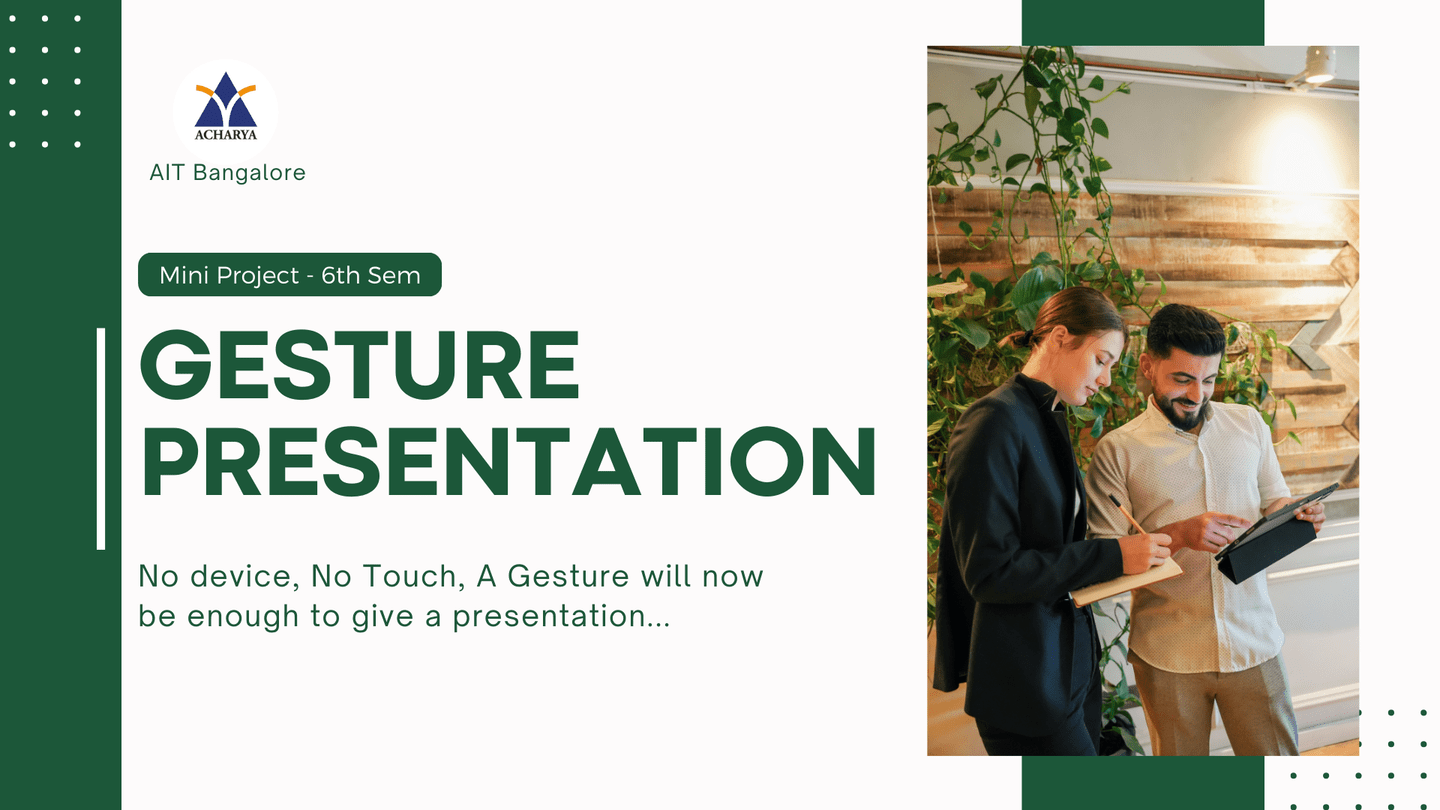 ACHARYA
AIT Bangalore
Mini Project - 6th Sem
GESTURE
PRESENTATION
No device, No Touch, A Gesture will now
be enough to give a presentation...